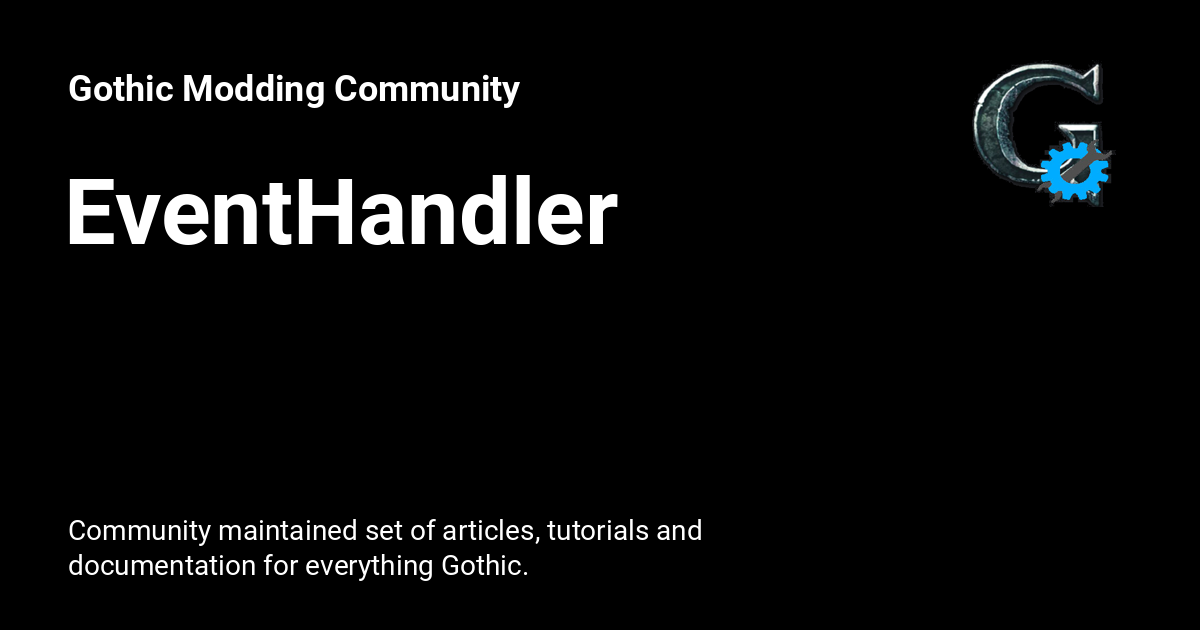 Gothic Modding Community
G
EventHandler
Community maintained set of articles, tutorials and
documentation for everything Gothic.